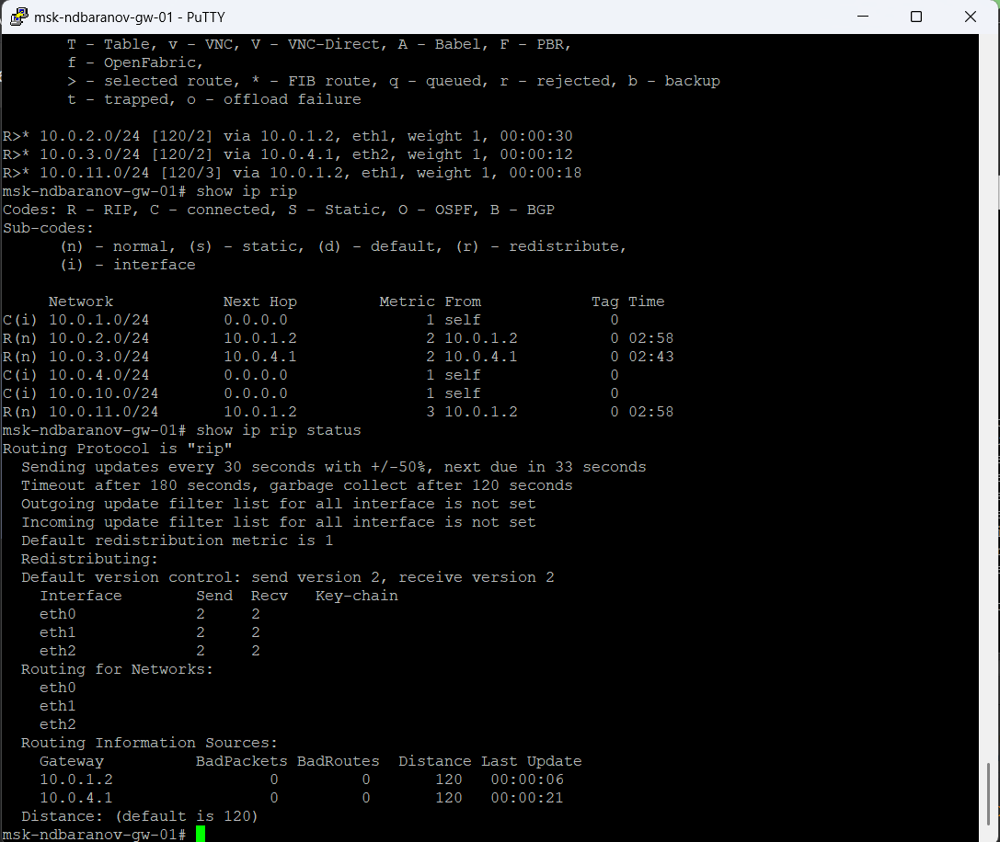 msk-ndbaranov-gw-01 - PuTTY
T - Table, v - VNC, V - VNC-Direct, A - Babel, F - PBR,
f - OpenFabric,
> - selected route, * - FIB route, q - queued, r - rejected, b - backup
t - trapped, o - offload failure
R>* 10.0.2.0/24 [120/2] via 10.0.1.2, eth1, weight 1, 00:00:30
R>* 10.0.3.0/24 [120/2] via 10.0.4.1, eth2, weight 1, 00:00:12
R>* 10.0.11.0/24 [120/3] via 10.0.1.2, eth1, weight 1, 00:00:18
msk-ndbaranov-gw-01# show ip rip
Codes: R - RIP, C - connected, S - Static, O - OSPF, B - BGP
Sub-codes:
(n) - normal, (s) - static, (d) - default, (r) - redistribute,
(i) - interface
Network Next Hop Metric From Tag Time
C(i) 10.0.1.0/24 0.0.0.0 1 self 0
R(n) 10.0.2.0/24 10.0.1.2 2 10.0.1.2 0 02:58
R(n) 10.0.3.0/24 10.0.4.1 2 10.0.4.1 0 02:43
C(i) 10.0.4.0/24 0.0.0.0 1 self 0
C(i) 10.0.10.0/24 0.0.0.0 1 self 0
R(n) 10.0.11.0/24 10.0.1.2 3 10.0.1.2 0 02:58
msk-ndbaranov-gw-01# show ip rip status
Routing Protocol is "rip"
Sending updates every 30 seconds with +/-50%, next due in 33 seconds
Timeout after 180 seconds, garbage collect after 120 seconds
Outgoing update filter list for all interface is not set
Incoming update filter list for all interface is not set
Default redistribution metric is 1
Redistributing:
Default version control: send version 2, receive version 2
Interface Send Recv Key-chain
eth0 2 2
eth1 2 2
eth2 2 2
Routing for Networks:
eth0
eth1
eth2
Routing Information Sources:
Gateway BadPackets BadRoutes Distance Last Update
10.0.1.2 0 0 120 00:00:06
10.0.4.1 0 0 120 00:00:21
Distance: (default is 120)
msk-ndbaranov-gw-01#